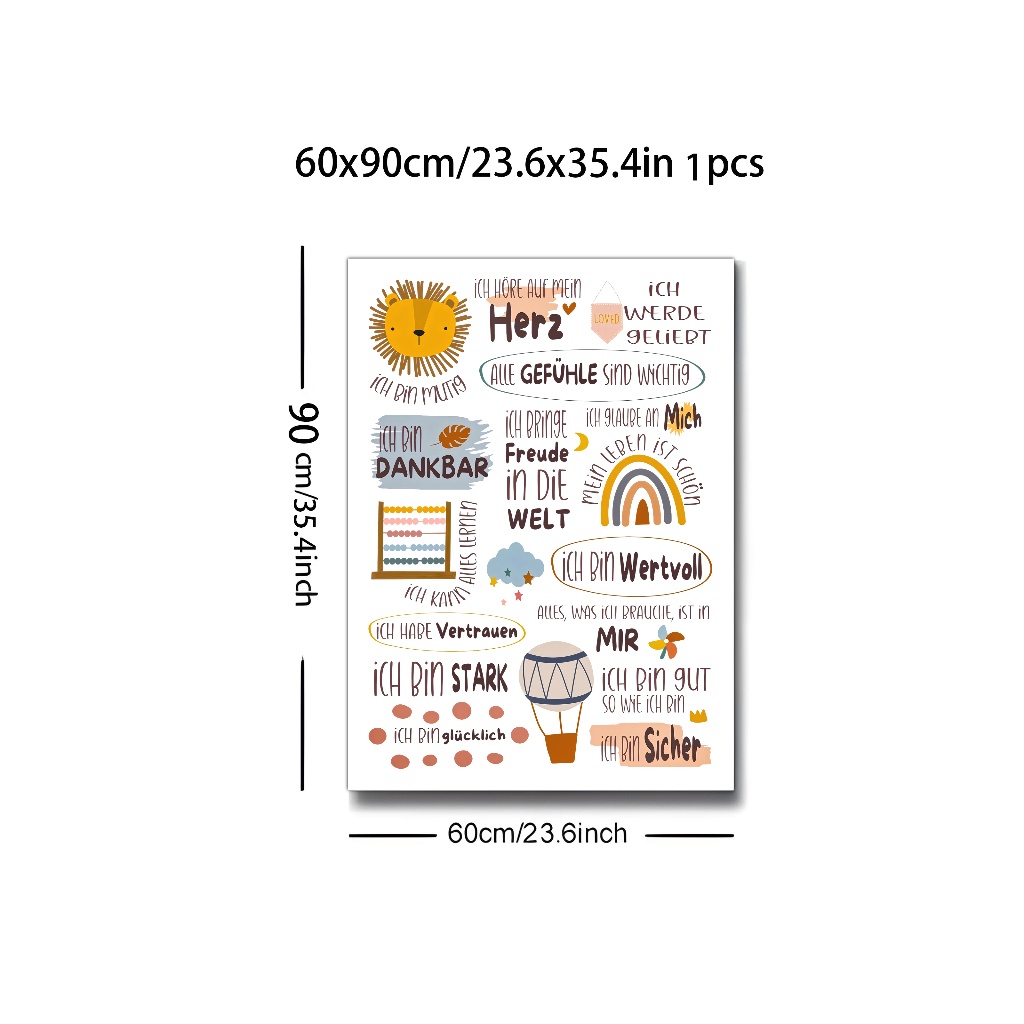 60x90cm/23.6x35.4in 1pcs
90 cm/35.4inch
iCH BIN MUTIG
iCH HÖRE AUF MEIN
Herz
LOVED
iCH
WERDE
GELIEBT
ALLE GEFÜHLE SIND WICHTIG
iCH BIN
DANKBAR
iCH BRINGE
Freude
IN DIE
WELT
iCH GLAUBE AN Mich
MEIN LEBEN IST SCHÖN
iCH KANN ALLES LERNEN
iCH BIN Wertvoll
ALLES, WAS ICH BRAUCHE, IST IN
MIR
iCH HABE Vertrauen
iCH BIN STARK
iCH BIN GUT
SO WIE ICH BIN
iCH BIN glücklich
iCH BIN Sicher
60cm/23.6inch